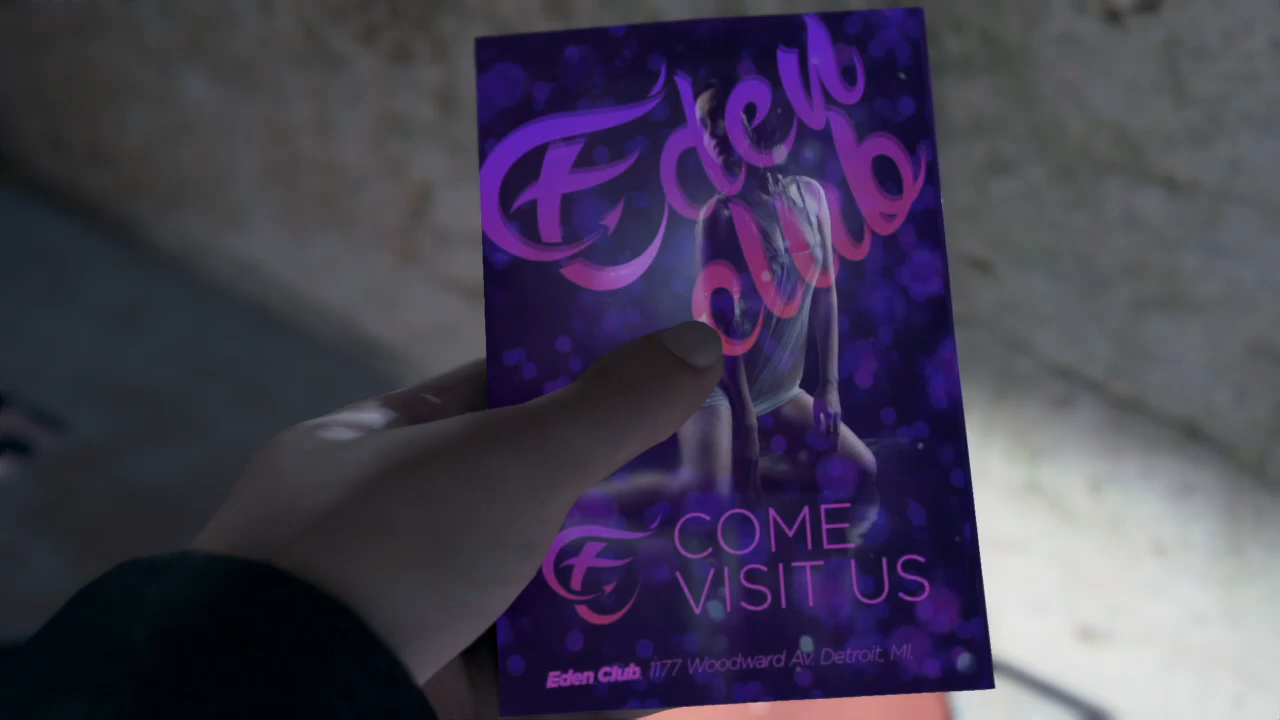 Eden
club
COME
VISIT US
Eden Club, 1177 Woodward Av. Detroit, MI.